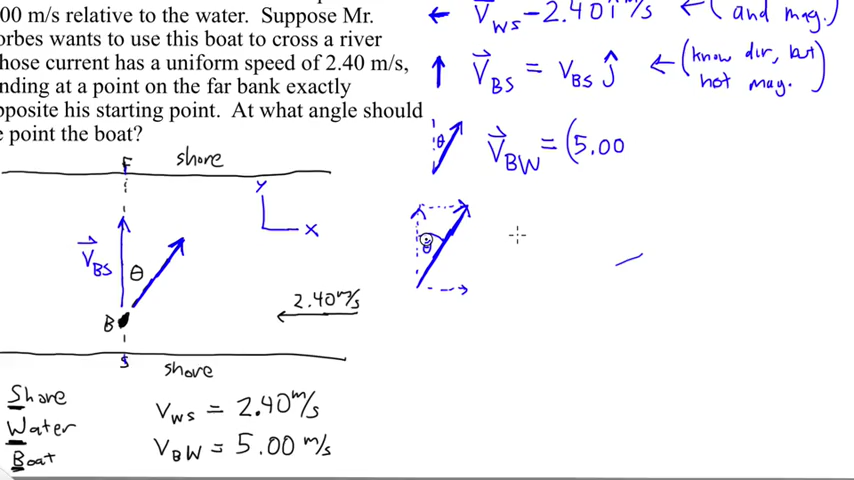 00 m/s relative to the water. Suppose Mr.
orbes wants to use this boat to cross a river
hose current has a uniform speed of 2.40 m/s,
nding at a point on the far bank exactly
pposite his starting point. At what angle should
e point the boat?
V_WS = -2.40 î m/s ← ( and mag.)
V_BS = V_BS ĵ ← (know dir, but
not mag.)
θ V_BW = (5.00
θ
F shore
y
x
V_BS θ
2.40 m/s
B
S shore
Shore
Water
Boat
V_WS = 2.40 m/s
V_BW = 5.00 m/s